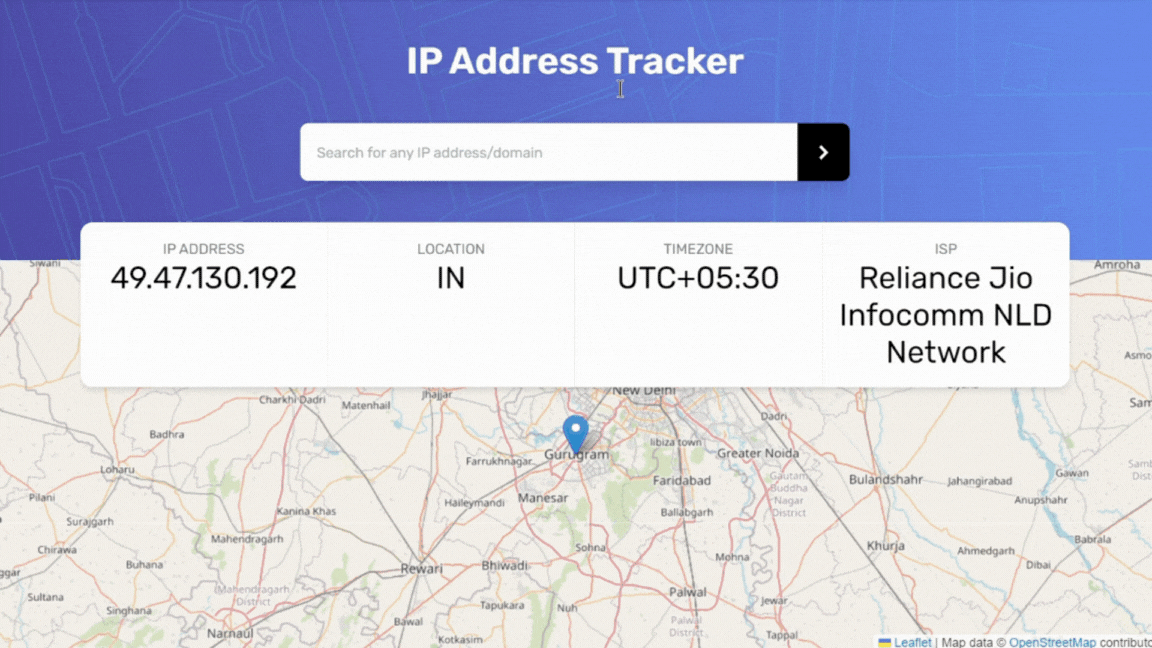 IP Address Tracker
Search for any IP address/domain
IP ADDRESS
49.47.130.192
LOCATION
IN
TIMEZONE
UTC+05:30
ISP
Reliance Jio
Infocomm NLD
Network
Siwani
Amroha
New Delhi
Jhajjar
Charkhi Dadri
Matenhail
Dadri
Asmo
Sam
Badhra
Ibiza town
Gurugram
Greater Noida
Farrukhnagar
Loharu
Faridabad
Gautam
Buddha
Nagar
District
Bulandshahr
Jahangirabad
Gawan
Pilani
Haileymandi
Manesar
Anupshahr
Kanina Khas
Ballabgarh
Surajgarh
Mahendragarh
Babrala
Chirawa
Sohna
Mohna
Khurja
Ahmedgarh
Buhana
Rewari
Bhiwadi
Dibai
ggar
Sultana
Mahendragarh
District
Palwal
Jewar
Singhana
Tapukara
Nuh
Bawal
Palwal
District
Narnaul
Kotkasim
Tappal
Leaflet | Map data © OpenStreetMap contributo